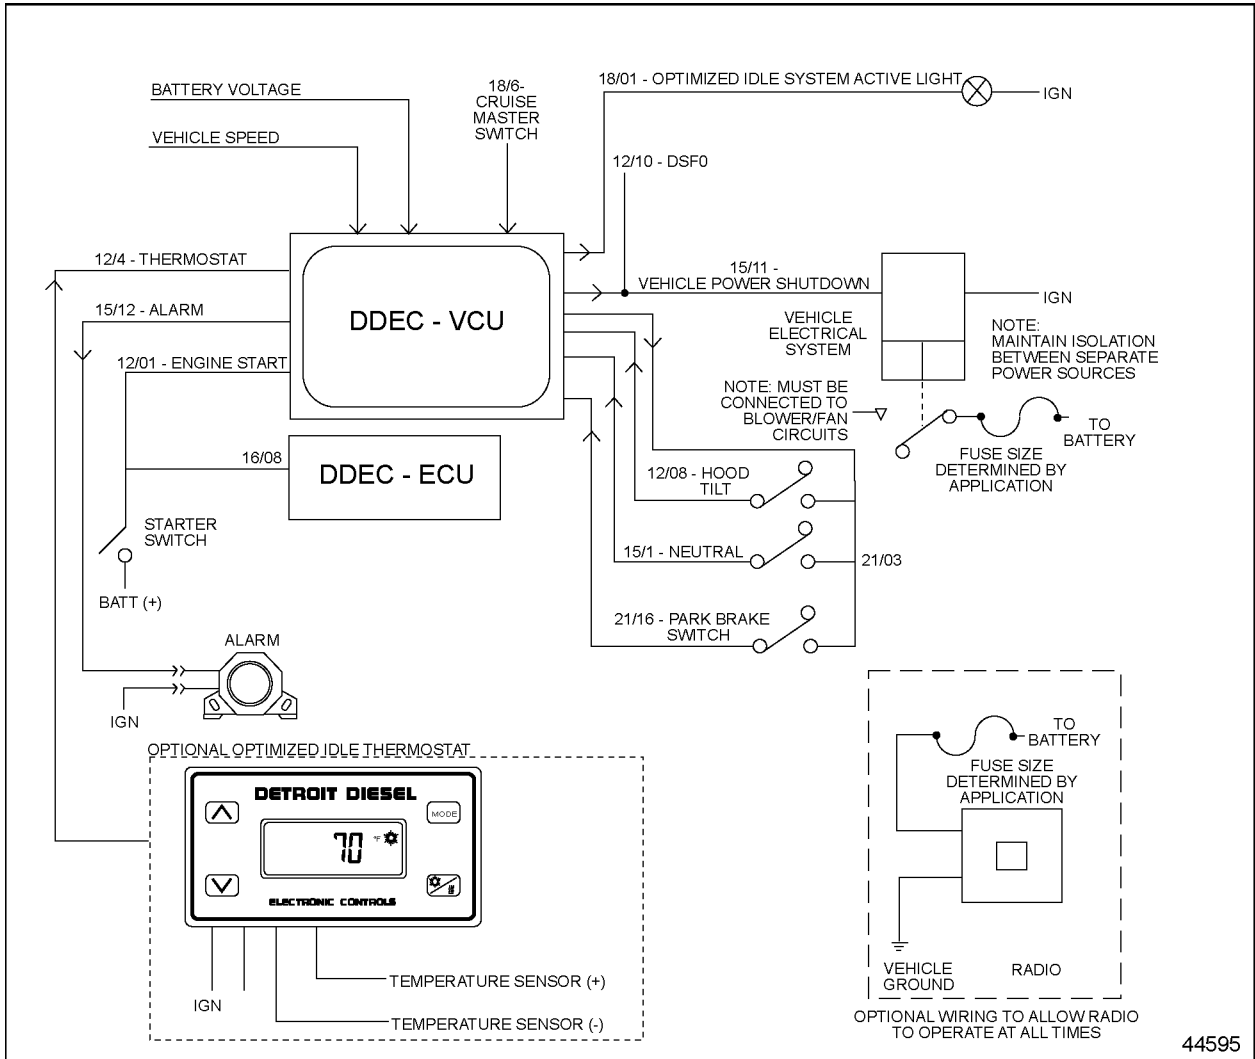 18/01 - OPTIMIZED IDLE SYSTEM ACTIVE LIGHT
IGN
BATTERY VOLTAGE
18/6-
CRUISE
MASTER
SWITCH
VEHICLE SPEED
12/10 - DSF0
12/4 - THERMOSTAT
15/11 -
VEHICLE POWER SHUTDOWN
IGN
15/12 - ALARM
DDEC - VCU
VEHICLE
ELECTRICAL
SYSTEM
NOTE:
MAINTAIN ISOLATION
BETWEEN SEPARATE
POWER SOURCES
12/01 - ENGINE START
NOTE: MUST BE
CONNECTED TO
BLOWER/FAN
CIRCUITS
TO
BATTERY
FUSE SIZE
DETERMINED BY
APPLICATION
16/08
DDEC - ECU
12/08 - HOOD
TILT
STARTER
SWITCH
15/1 - NEUTRAL
21/03
BATT (+)
21/16 - PARK BRAKE
SWITCH
ALARM
IGN
OPTIONAL OPTIMIZED IDLE THERMOSTAT
DETROIT DIESEL
MODE
70 °F
ELECTRONIC CONTROLS
IGN
TEMPERATURE SENSOR (+)
TEMPERATURE SENSOR (-)
TO
BATTERY
FUSE SIZE
DETERMINED BY
APPLICATION
VEHICLE
GROUND
RADIO
OPTIONAL WIRING TO ALLOW RADIO
TO OPERATE AT ALL TIMES
44595